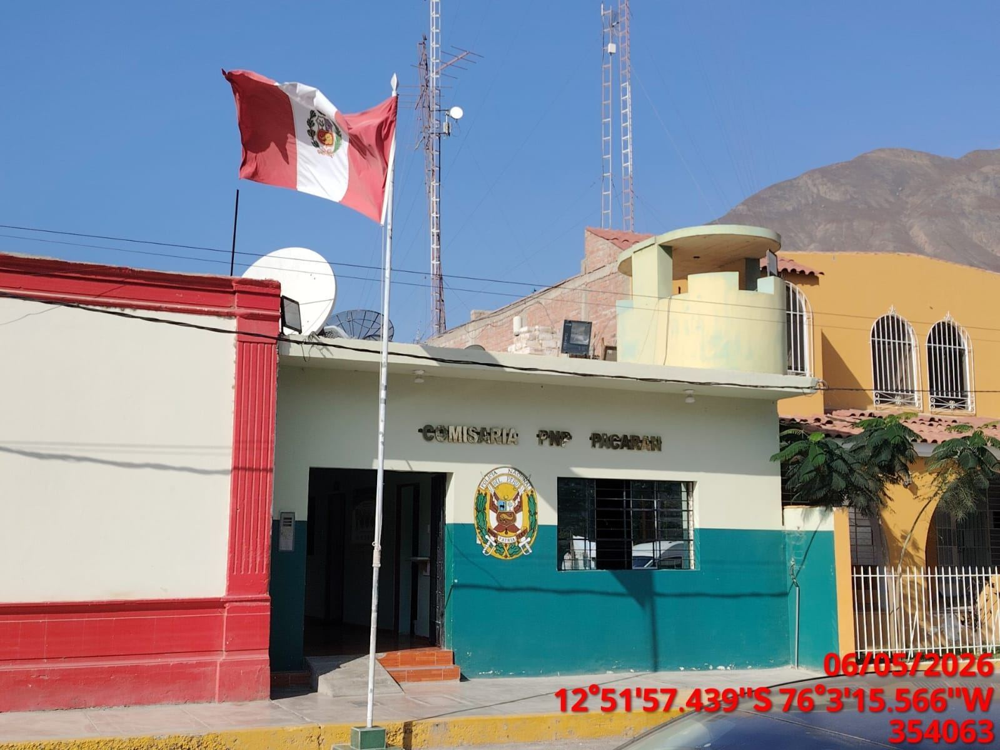 COMISARIA PNP PACARAN
POLICIA NACIONAL
DEL PERÚ
PATRIA
06/05/2026
12°51'57.439"S 76°3'15.566"W
354063